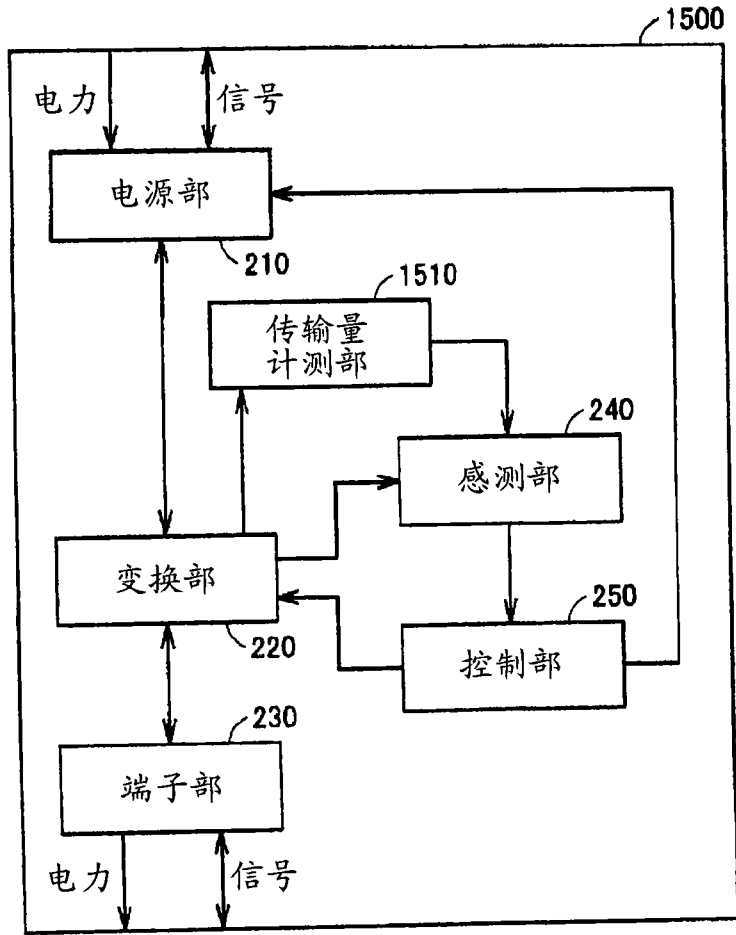 1500
电力
信号
电源部
210
1510
传输量
计测部
240
感测部
变换部
220
250
控制部
230
端子部
电力
信号